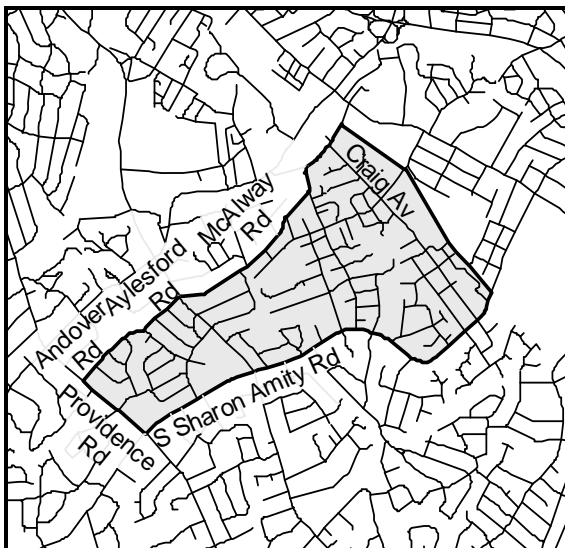 Craig Av
McAlway
Rd
Aylesford
Rd
Andover
Rd
Providence
Rd
S Sharon Amity Rd